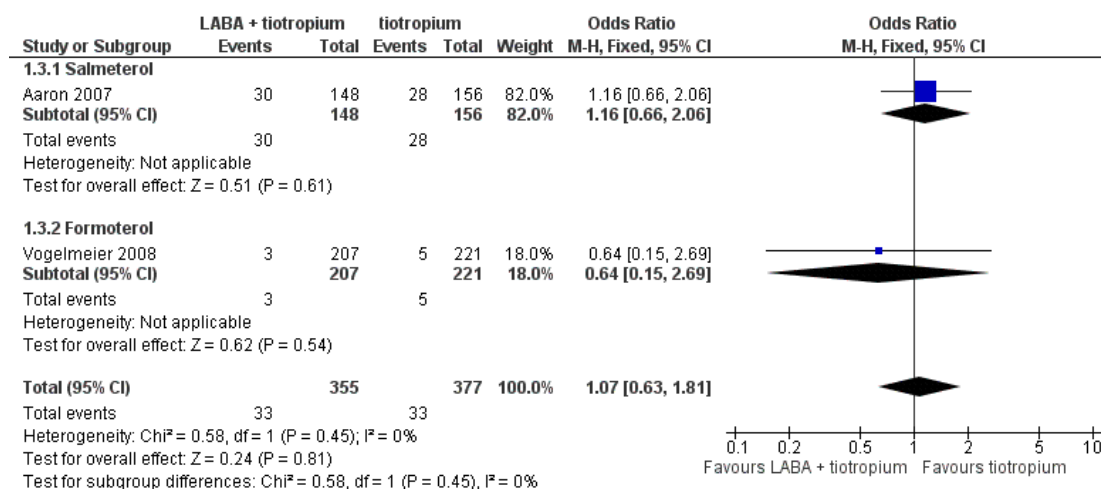 LABA + tiotropium tiotropium Odds Ratio Odds Ratio
Study or Subgroup Events Total Events Total Weight M-H, Fixed, 95% CI M-H, Fixed, 95% CI
1.3.1 Salmeterol
Aaron 2007 30 148 28 156 82.0% 1.16 [0.66, 2.06]
Subtotal (95% CI) 148 156 82.0% 1.16 [0.66, 2.06]
Total events 30 28
Heterogeneity: Not applicable
Test for overall effect: Z = 0.51 (P = 0.61)
1.3.2 Formoterol
Vogelmeier 2008 3 207 5 221 18.0% 0.64 [0.15, 2.69]
Subtotal (95% CI) 207 221 18.0% 0.64 [0.15, 2.69]
Total events 3 5
Heterogeneity: Not applicable
Test for overall effect: Z = 0.62 (P = 0.54)
Total (95% CI) 355 377 100.0% 1.07 [0.63, 1.81]
Total events 33 33
Heterogeneity: Chi² = 0.58, df = 1 (P = 0.45); I² = 0%
Test for overall effect: Z = 0.24 (P = 0.81)
Test for subgroup differences: Chi² = 0.58, df = 1 (P = 0.45), I² = 0%
0.1 0.2 0.5 1 2 5 10
Favours LABA + tiotropium Favours tiotropium